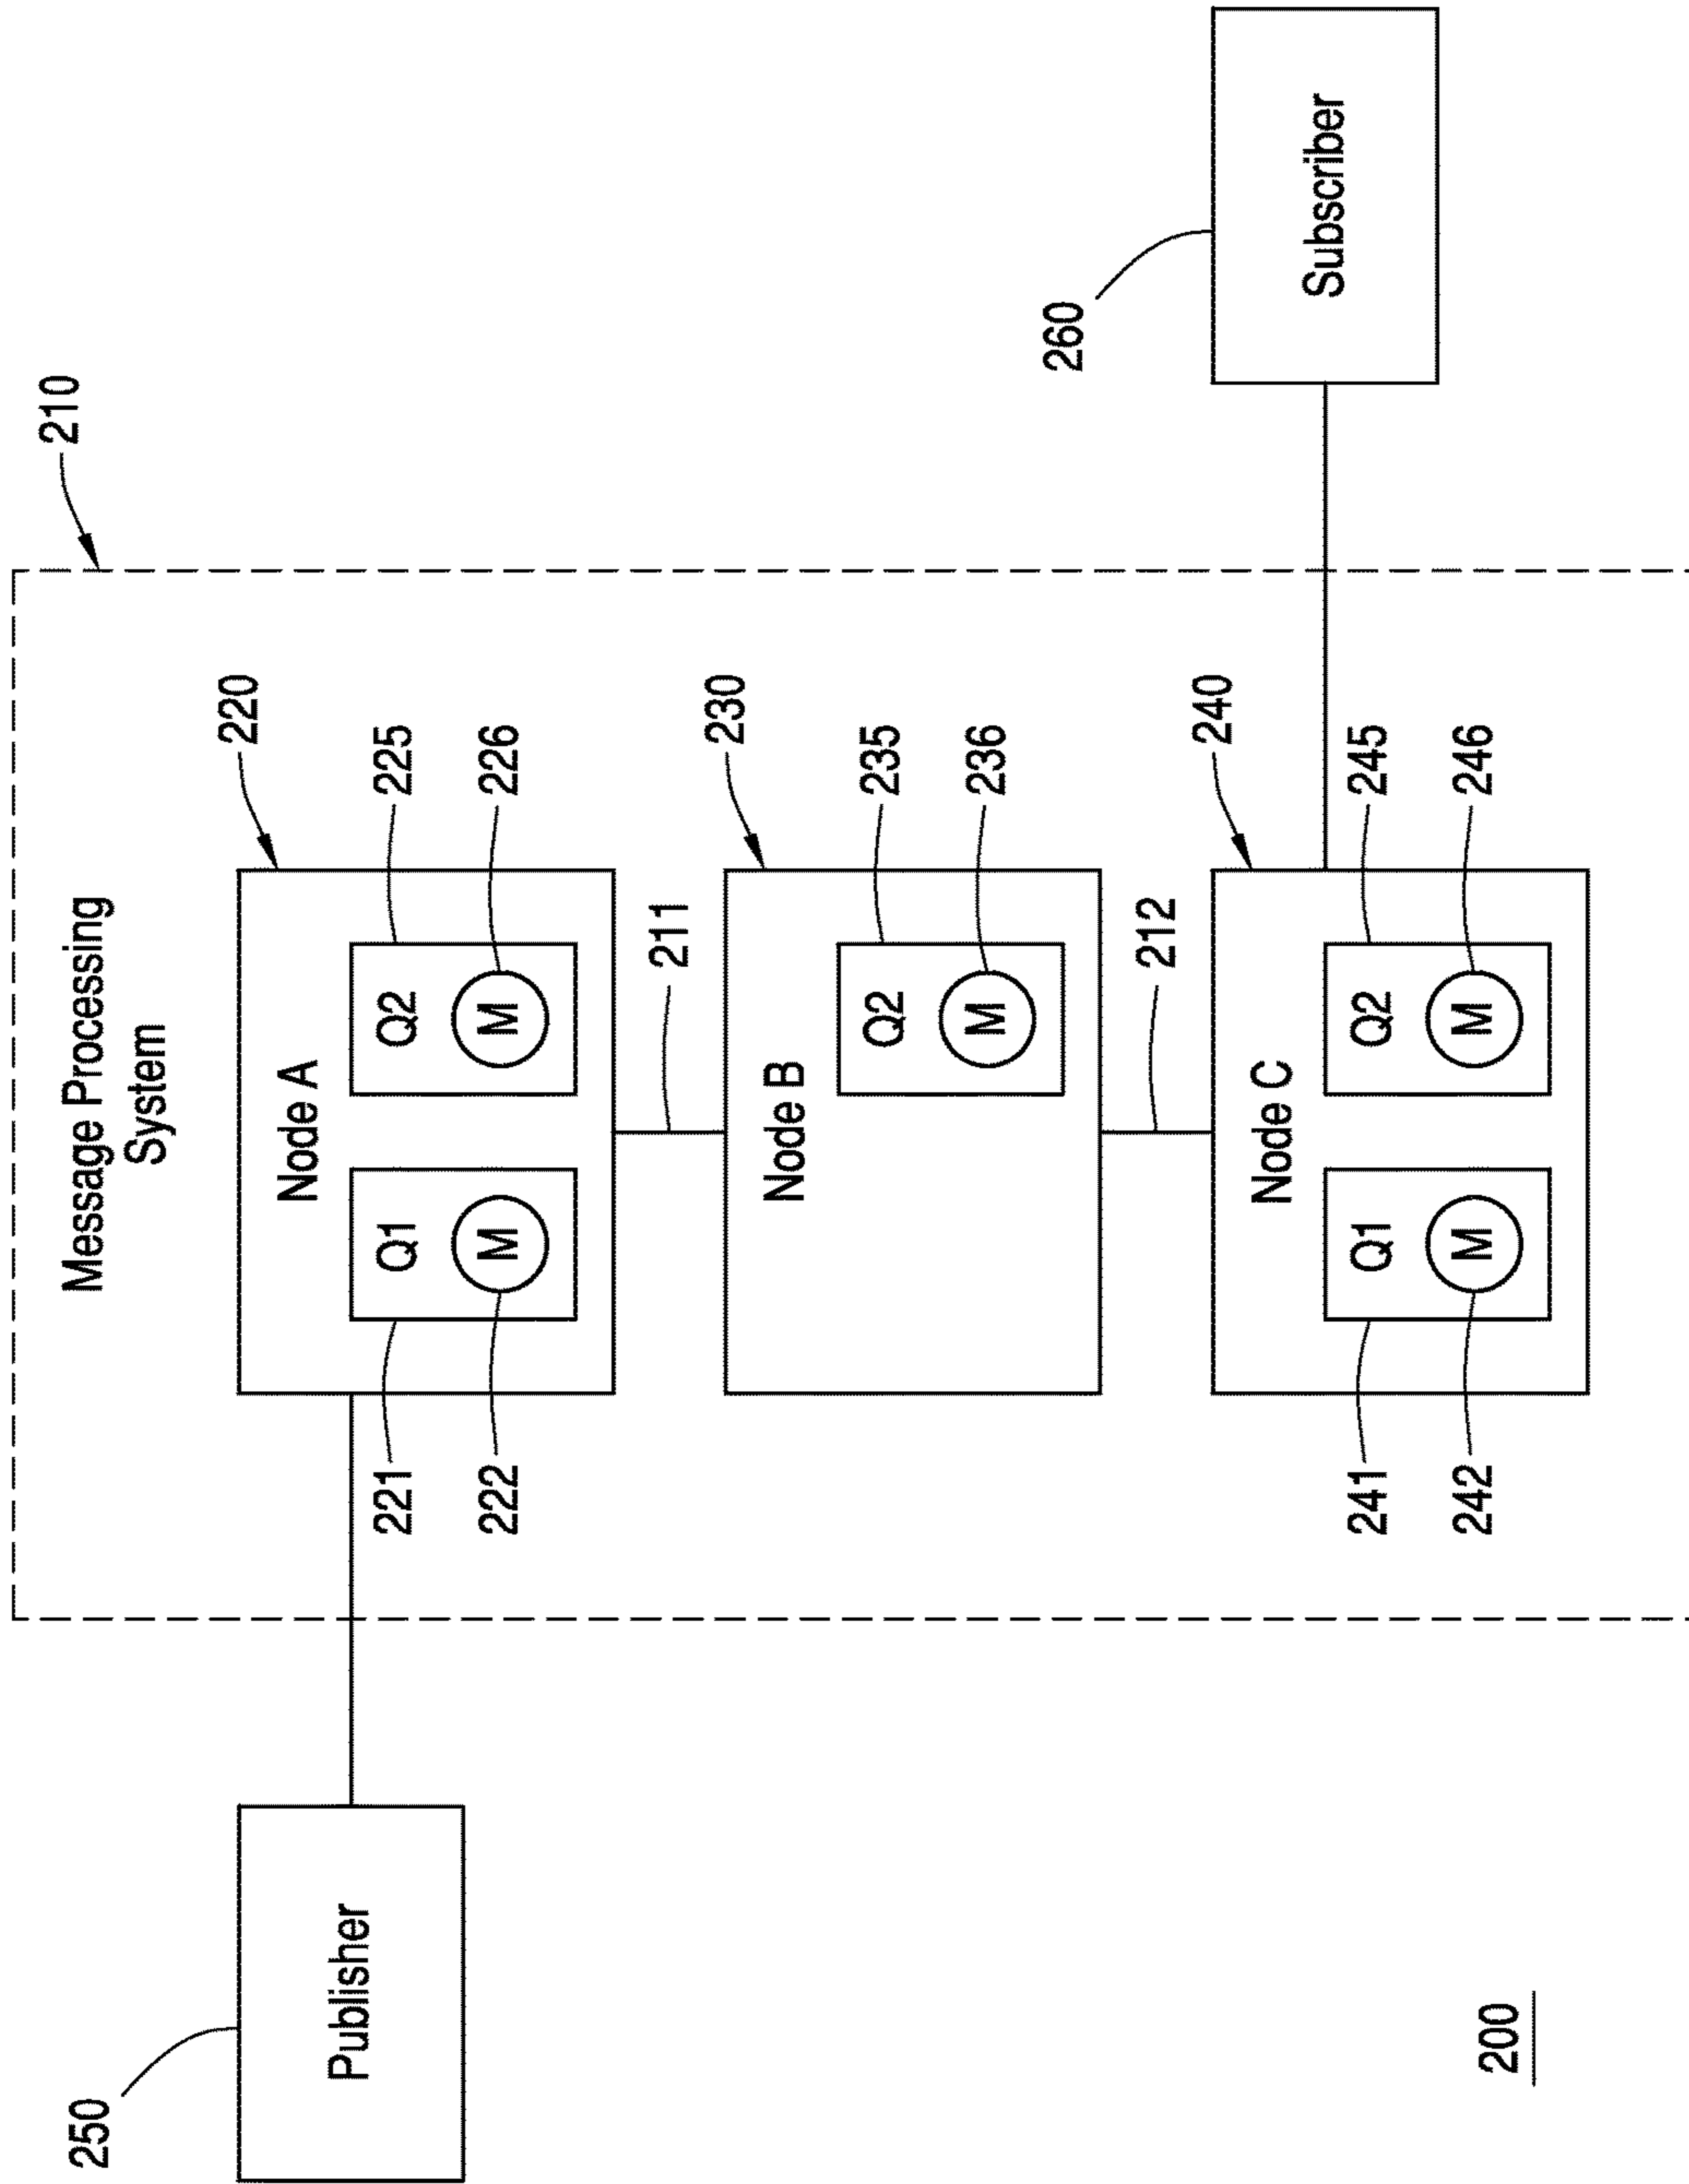 210
Message Processing
System
220
Node A
Q1
M
Q2
M
225
226
221
222
211
250
Publisher
230
Node B
Q2
M
235
236
212
240
Node C
Q1
M
Q2
M
245
246
241
242
260
Subscriber
200